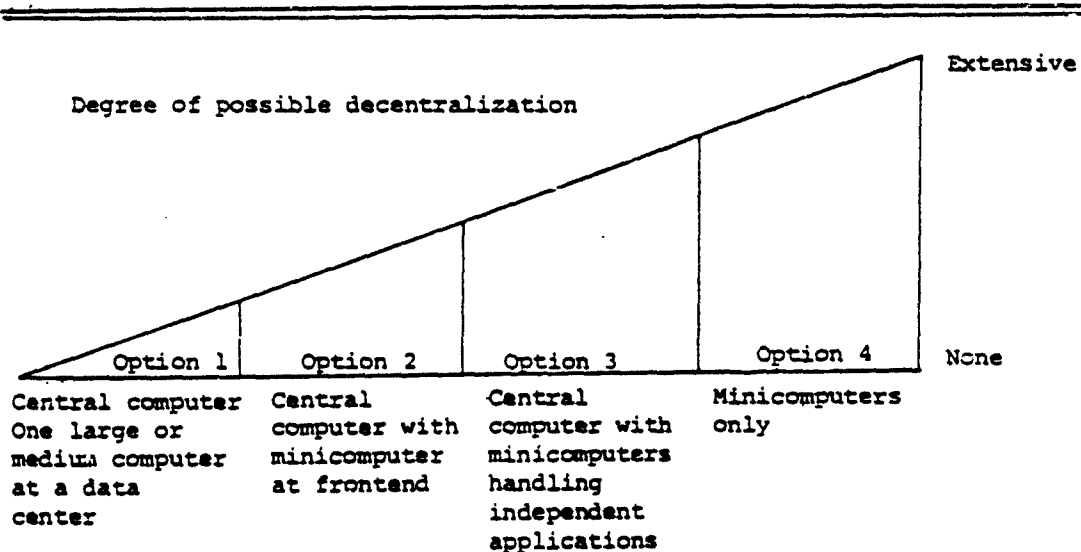 Extensive
Degree of possible decentralization
Option 1
Option 2
Option 3
Option 4
None
Central computer
One large or
medium computer
at a data
center
Central
computer with
minicomputer
at frontend
Central
computer with
minicomputers
handling
independent
applications
Minicomputers
only